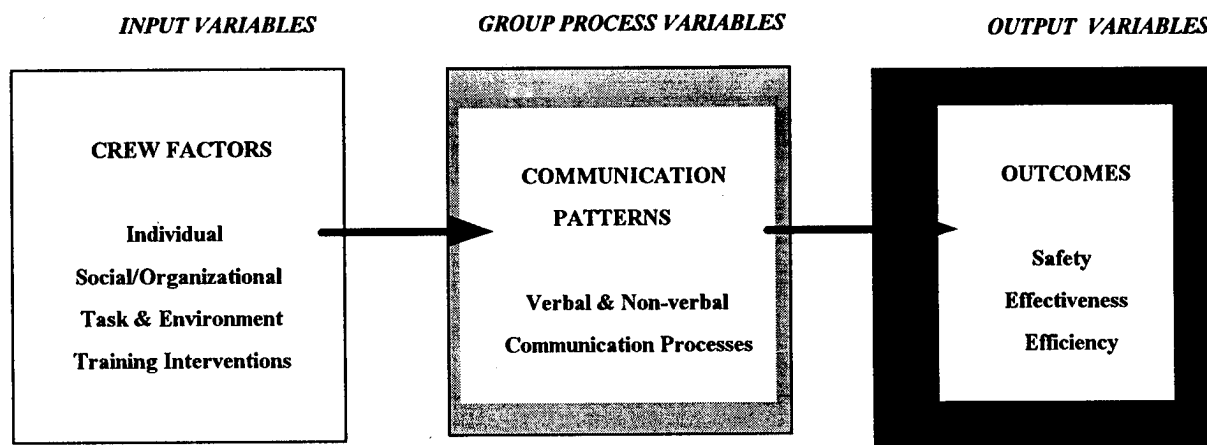 INPUT VARIABLES
GROUP PROCESS VARIABLES
OUTPUT VARIABLES
CREW FACTORS
Individual
Social/Organizational
Task & Environment
Training Interventions
COMMUNICATION
PATTERNS
Verbal & Non-verbal
Communication Processes
OUTCOMES
Safety
Effectiveness
Efficiency